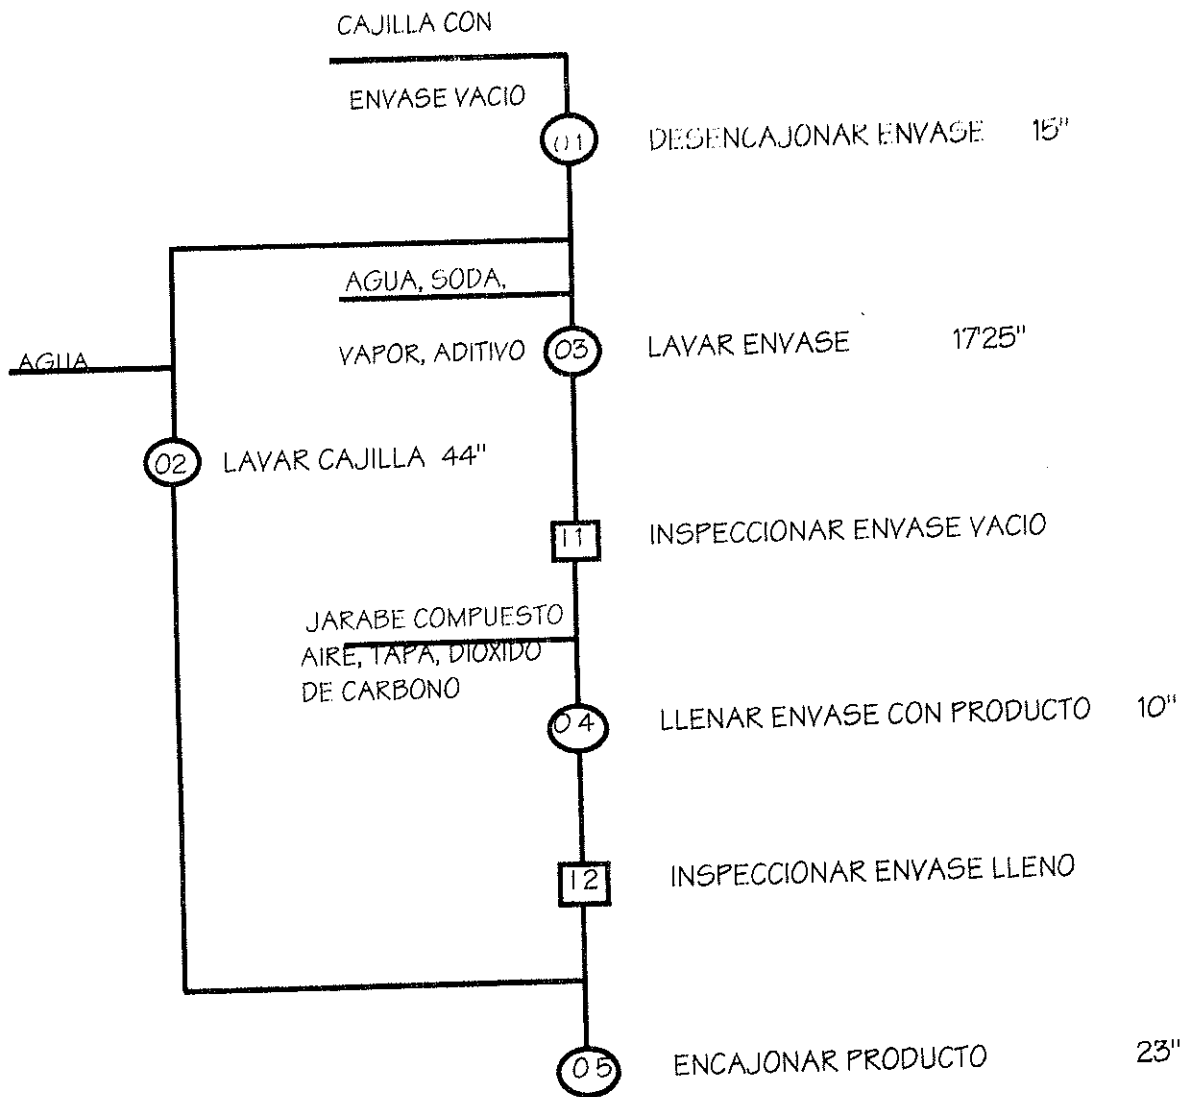 CAJILLA CON
ENVASE VACIO
01 DESENCAJONAR ENVASE 15"
AGUA, SODA,
VAPOR, ADITIVO 03 LAVAR ENVASE 17'25"
AGUA
02 LAVAR CAJILLA 44"
I1 INSPECCIONAR ENVASE VACIO
JARABE COMPUESTO
AIRE, TAPA, DIOXIDO
DE CARBONO
04 LLENAR ENVASE CON PRODUCTO 10"
I2 INSPECCIONAR ENVASE LLENO
05 ENCAJONAR PRODUCTO 23"